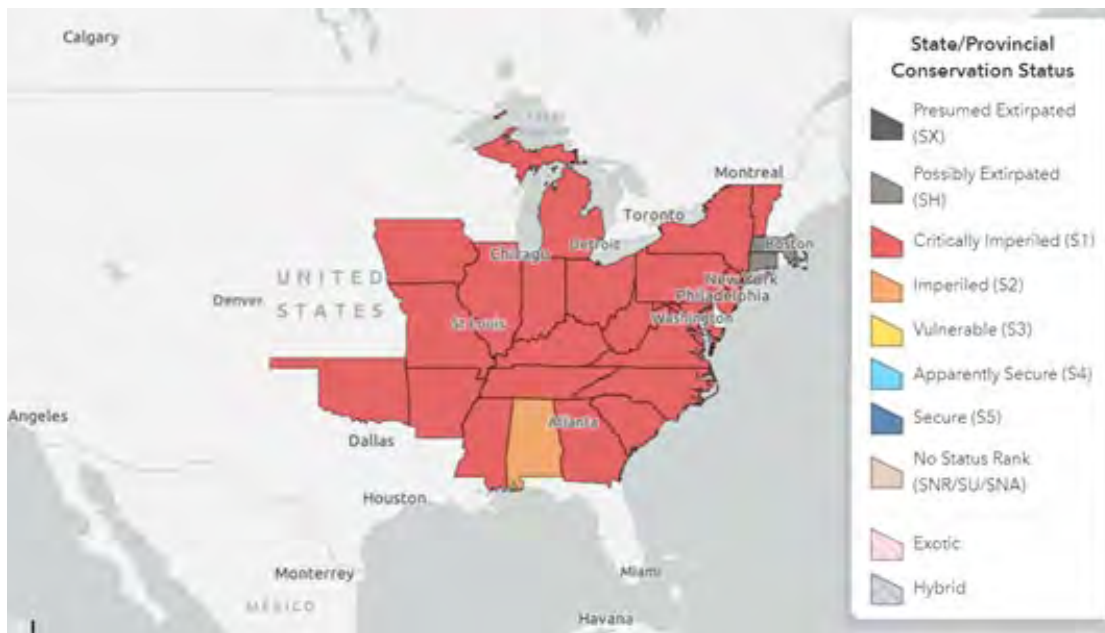 Calgary
Montreal
Toronto
Boston
Detroit
Chicago
New York
Philadelphia
UNITED
STATES
Denver
Washington
St Louis
Angeles
Atlanta
Dallas
Houston
Monterrey
Miami
MÉXICO
Havana
State/Provincial
Conservation Status
Presumed Extirpated
(SX)
Possibly Extirpated
(SH)
Critically Imperiled (S1)
Imperiled (S2)
Vulnerable (S3)
Apparently Secure (S4)
Secure (S5)
No Status Rank
(SNR/SU/SNA)
Exotic
Hybrid